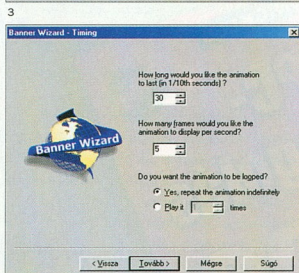 3
Banner Wizard - Timing
How long would you like the animation
to last (in 1/10th seconds) ?
30
How many frames would you like the
animation to display per second?
5
Banner Wizard
Do you want the animation to be logped?
Yes, repeat the animation indefinitely
Play it 1 times
< Vissza
Tovább >
Mégse
Súgó